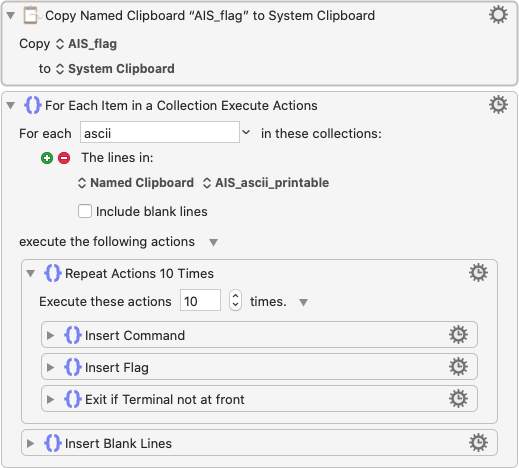 Copy Named Clipboard “AIS_flag” to System Clipboard
Copy AIS_flag
to System Clipboard
For Each Item in a Collection Execute Actions
For each ascii in these collections:
The lines in:
Named Clipboard AIS_ascii_printable
Include blank lines
execute the following actions
Repeat Actions 10 Times
Execute these actions 10 times.
Insert Command
Insert Flag
Exit if Terminal not at front
Insert Blank Lines